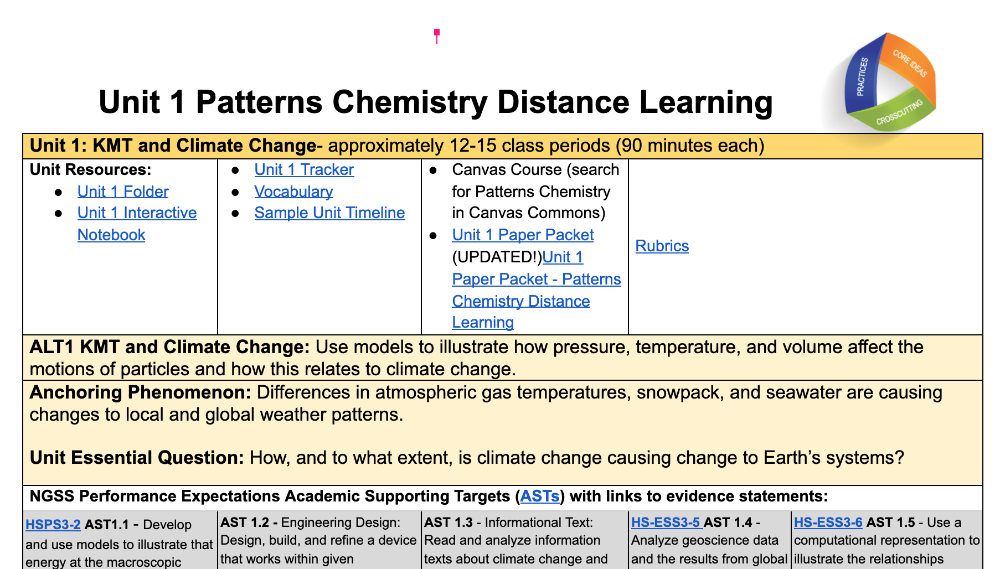 PRACTICES
CORE IDEAS
CROSSCUTTING
Unit 1 Patterns Chemistry Distance Learning
Unit 1: KMT and Climate Change- approximately 12-15 class periods (90 minutes each)
Unit Resources:
● Unit 1 Folder
● Unit 1 Interactive
Notebook
● Unit 1 Tracker
● Vocabulary
● Sample Unit Timeline
● Canvas Course (search
for Patterns Chemistry
in Canvas Commons)
● Unit 1 Paper Packet
(UPDATED!)Unit 1
Paper Packet - Patterns
Chemistry Distance
Learning
Rubrics
ALT1 KMT and Climate Change: Use models to illustrate how pressure, temperature, and volume affect the
motions of particles and how this relates to climate change.
Anchoring Phenomenon: Differences in atmospheric gas temperatures, snowpack, and seawater are causing
changes to local and global weather patterns.
Unit Essential Question: How, and to what extent, is climate change causing change to Earth’s systems?
NGSS Performance Expectations Academic Supporting Targets (ASTs) with links to evidence statements:
HSPS3-2 AST1.1 - Develop
and use models to illustrate that
energy at the macroscopic
AST 1.2 - Engineering Design:
Design, build, and refine a device
that works within given
AST 1.3 - Informational Text:
Read and analyze information
texts about climate change and
HS-ESS3-5 AST 1.4 -
Analyze geoscience data
and the results from global
HS-ESS3-6 AST 1.5 - Use a
computational representation to
illustrate the relationships